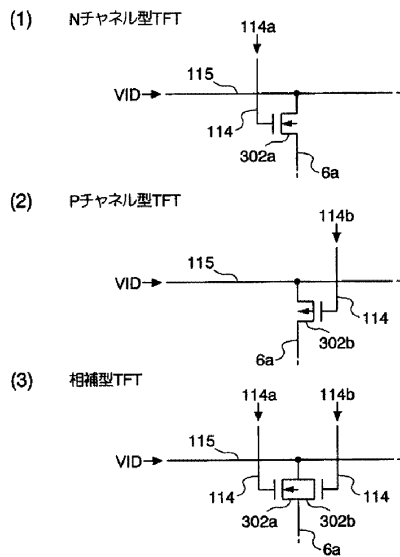 (1) Nチャネル型TFT
114a
115
VID
114
302a
6a
(2) Pチャネル型TFT
114b
115
VID
114
302b
6a
(3) 相補型TFT
114a 114b
115
VID
114 114
302a 302b
6a